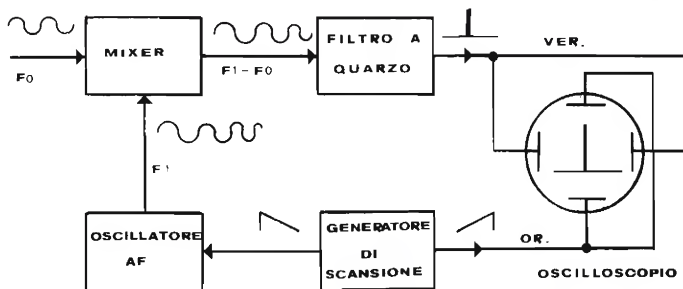 F0
MIXER
F1-F0
FILTRO A
QUARZO
VER.
F1
OSCILLATORE
AF
GENERATORE
DI
SCANSIONE
OR.
OSCILLOSCOPIO